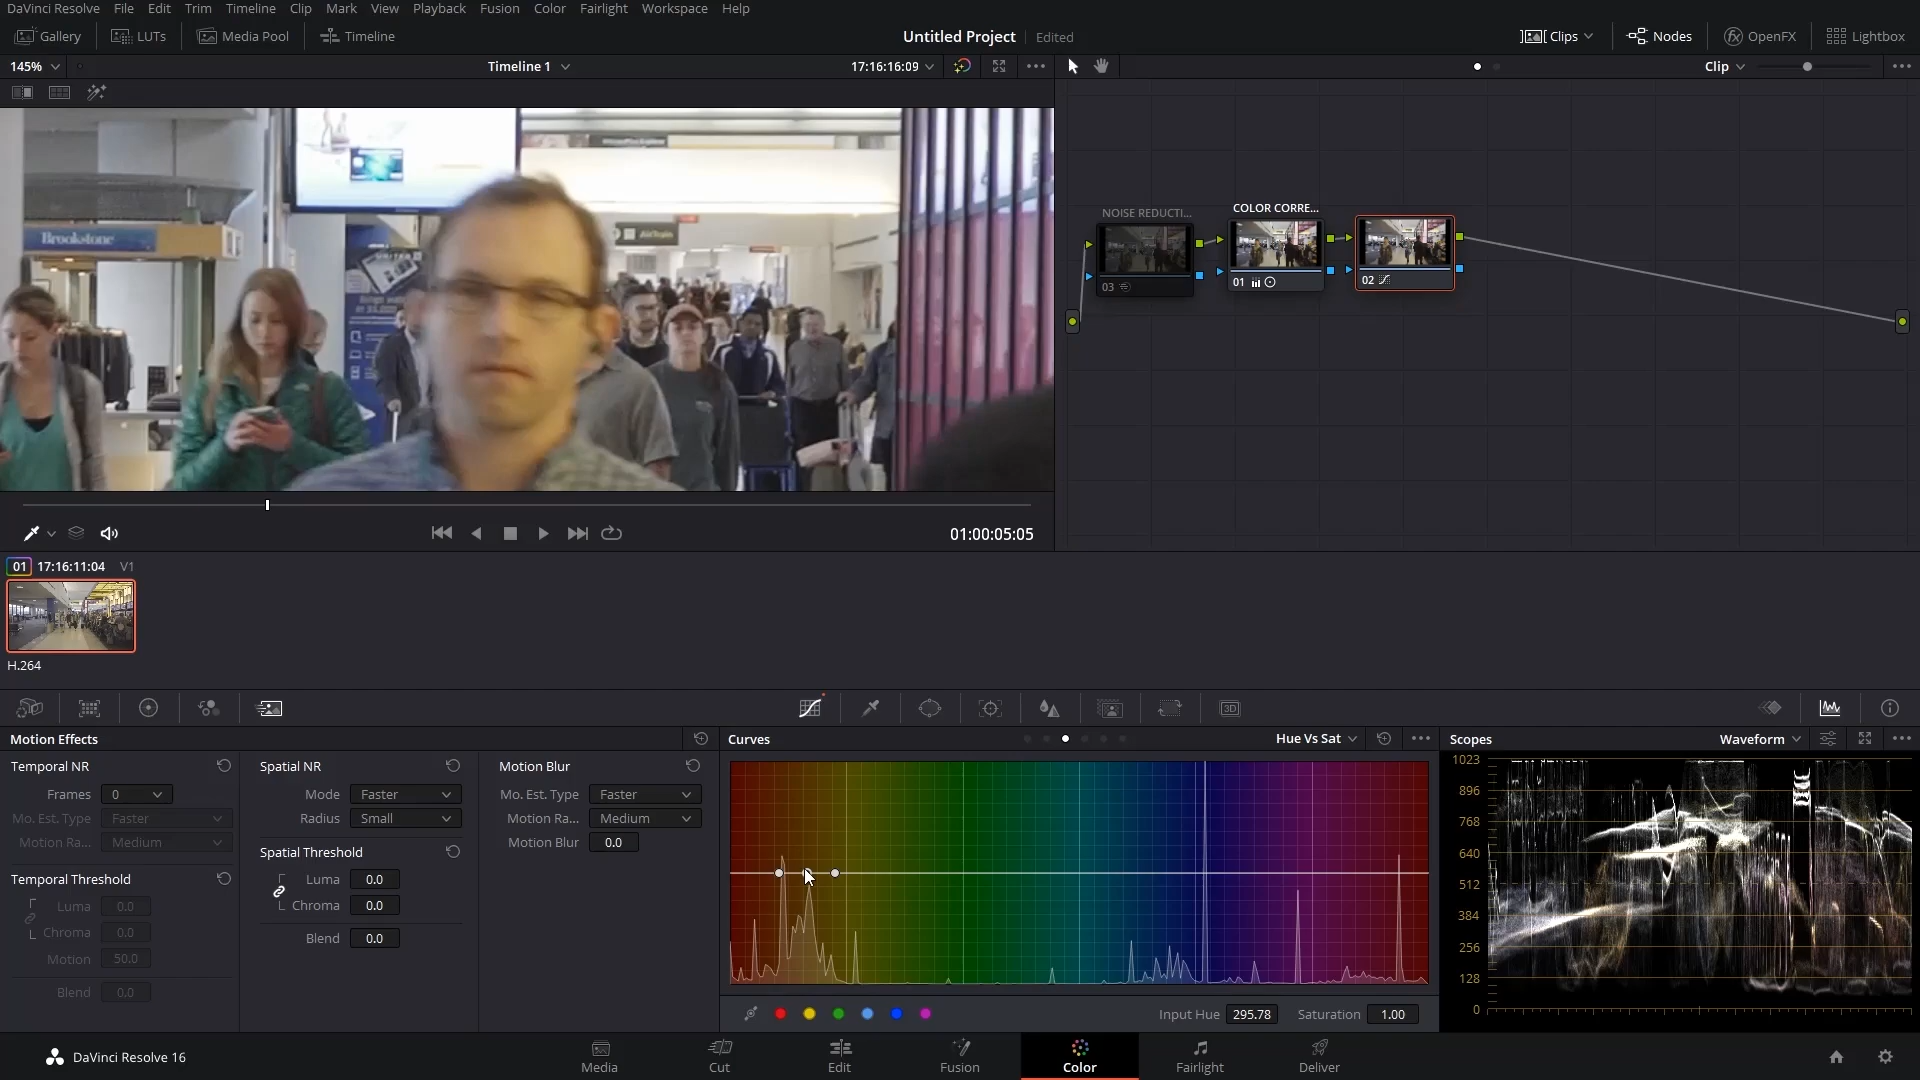 DaVinci Resolve File Edit Trim Timeline Clip Mark View Playback Fusion Color Fairlight Workspace Help
Gallery LUTs Media Pool Timeline Untitled Project Edited Clips Nodes OpenFX Lightbox
145% Timeline 1 17:16:16:09 Clip
Brookstone
UNITED
AirTrain
NOISE REDUCTI...
COLOR CORRE...
03
01
02
01:00:05:05
01 17:16:11:04 V1
H.264
3D
Motion Effects
Temporal NR
Frames 0
Mo. Est. Type Faster
Motion Ra... Medium
Temporal Threshold
Luma 0.0
Chroma 0.0
Motion 50.0
Blend 0.0
Spatial NR
Mode Faster
Radius Small
Spatial Threshold
Luma 0.0
Chroma 0.0
Blend 0.0
Motion Blur
Mo. Est. Type Faster
Motion Ra... Medium
Motion Blur 0.0
Curves Hue Vs Sat
Input Hue 295.78 Saturation 1.00
Scopes Waveform
1023
896
768
640
512
384
256
128
0
DaVinci Resolve 16 Media Cut Edit Fusion Color Fairlight Deliver